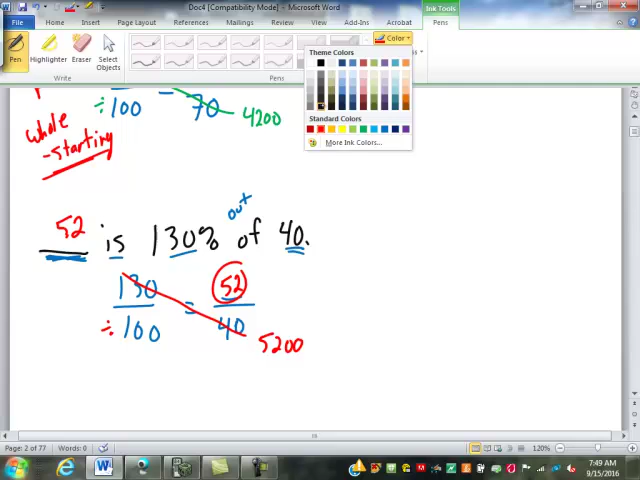 Doc4 [Compatibility Mode] - Microsoft Word
Ink Tools
File Home Insert Page Layout References Mailings Review View Add-Ins Acrobat Pens
Pen Highlighter Eraser Select Objects
Color
Write
Pens
Theme Colors
Standard Colors
More Ink Colors...
÷ 100 = 70 4200
whole
-starting
out
52 is 130% of 40.
130 = 52
÷ 100 40
5200
Page: 2 of 77 Words: 0 120%
7:49 AM
9/15/2016